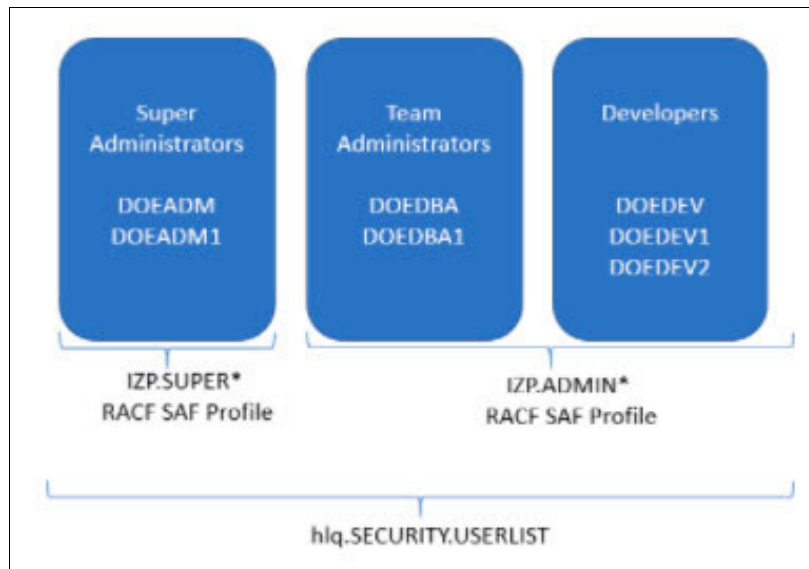 Super
Administrators
DOEADM
DOEADM1
Team
Administrators
DOEDBA
DOEDBA1
Developers
DOEDEV
DOEDEV1
DOEDEV2
IZP.SUPER*
RACF SAF Profile
IZP.ADMIN*
RACF SAF Profile
hlq.SECURITY.USERLIST